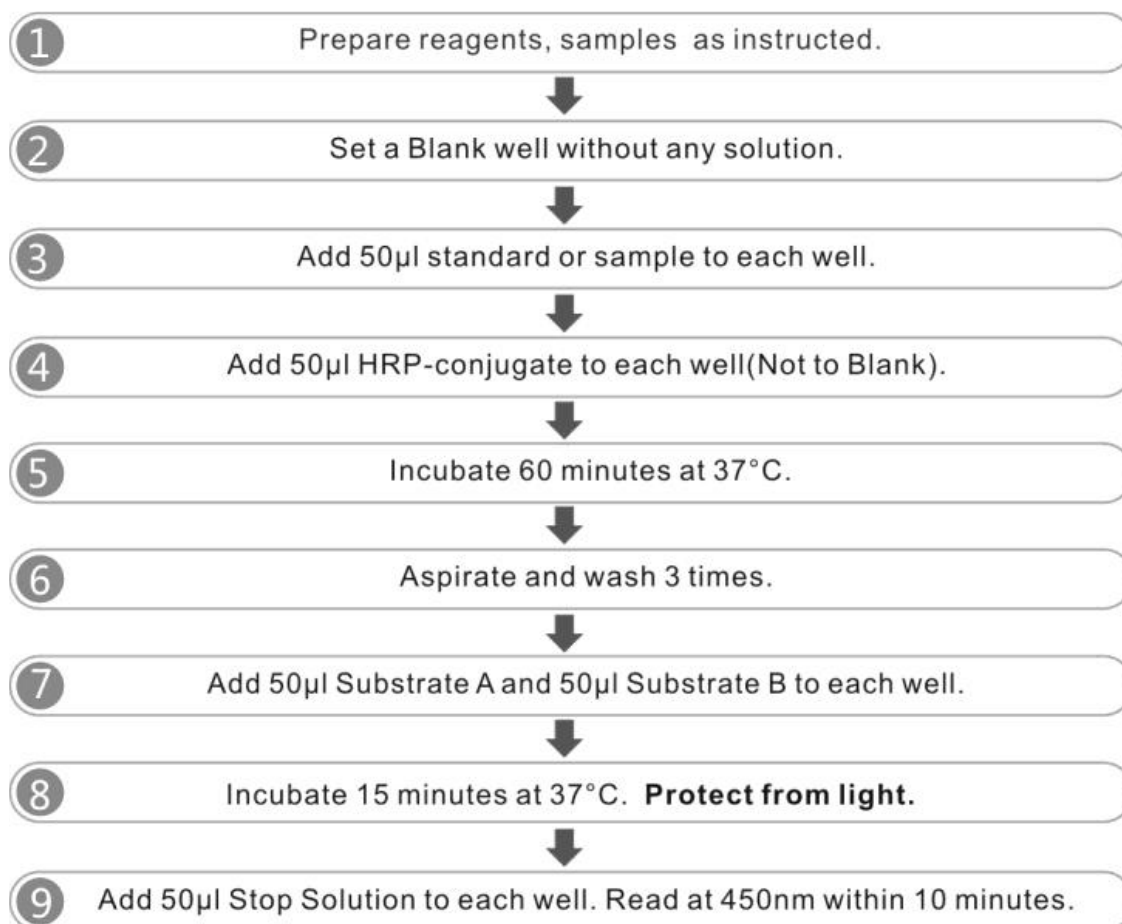 1 Prepare reagents, samples as instructed.
2 Set a Blank well without any solution.
3 Add 50μl standard or sample to each well.
4 Add 50μl HRP-conjugate to each well(Not to Blank).
5 Incubate 60 minutes at 37°C.
6 Aspirate and wash 3 times.
7 Add 50μl Substrate A and 50μl Substrate B to each well.
8 Incubate 15 minutes at 37°C. Protect from light.
9 Add 50μl Stop Solution to each well. Read at 450nm within 10 minutes.